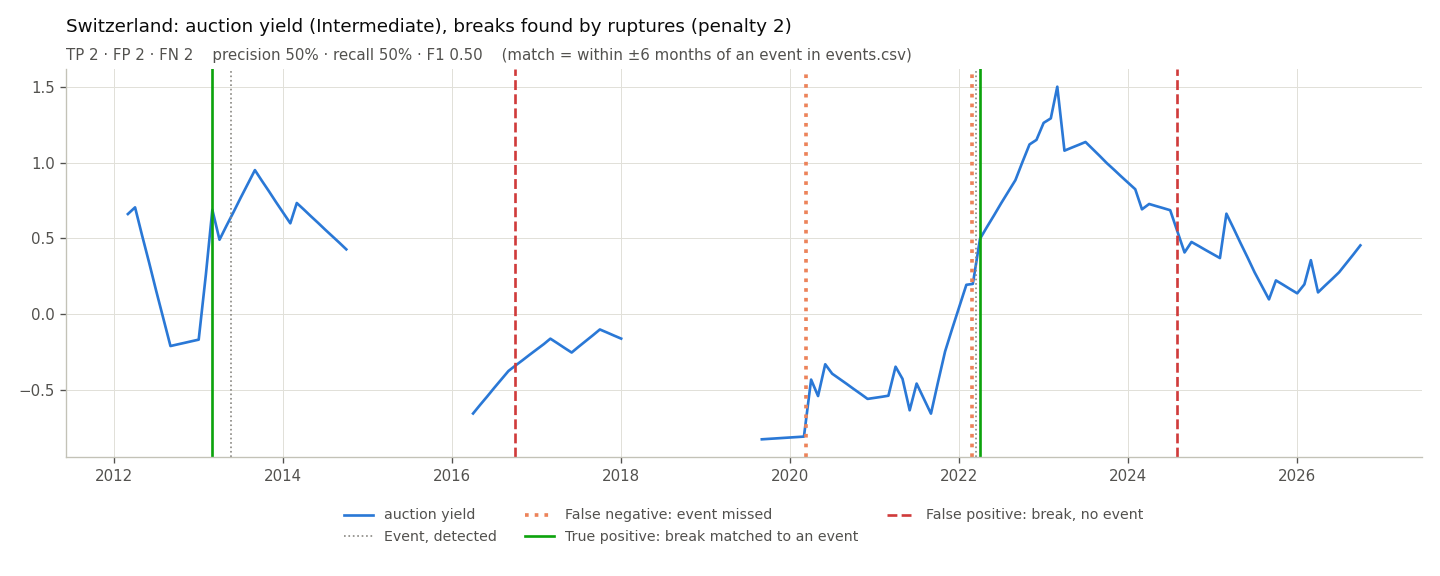 Switzerland: auction yield (Intermediate), breaks found by ruptures (penalty 2)
TP 2 · FP 2 · FN 2    precision 50% · recall 50% · F1 0.50    (match = within ±6 months of an event in events.csv)
1.5
1.0
0.5
0.0
−0.5
2012 2014 2016 2018 2020 2022 2024 2026
auction yield False negative: event missed False positive: break, no event
Event, detected True positive: break matched to an event